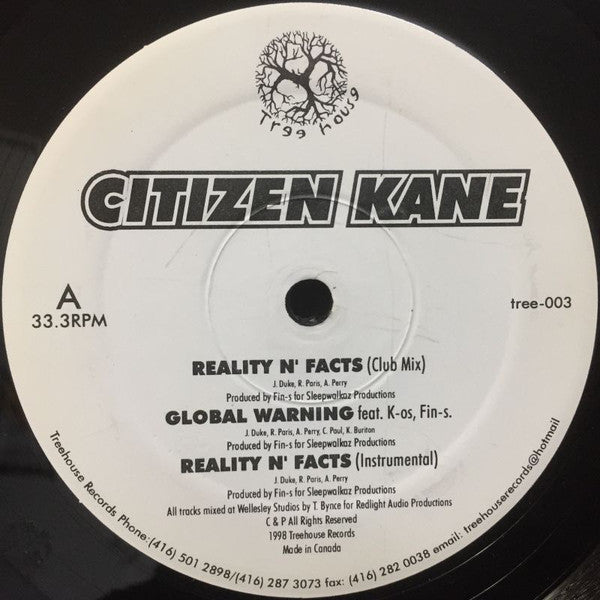 Tree house
CITIZEN KANE
A
33.3RPM
tree-003
REALITY N' FACTS (Club Mix)
J. Duke, R. Paris, A. Perry
Produced by Fin-s for Sleepwalkaz Productions
GLOBAL WARNING feat. K-os, Fin-s.
J. Duke, R. Paris, A. Perry, C. Paul, K. Buriton
Produced by Fin-s for Sleepwalkaz Productions
REALITY N' FACTS (Instrumental)
J. Duke, R. Paris, A. Perry
Produced by Fin-s for Sleepwalkaz Productions
All tracks mixed at Wellesley Studios by T. Bynce for Redlight Audio Productions
C & P All Rights Reserved
1998 Treehouse Records
Made in Canada
Treehouse Records Phone:(416) 501 2898/(416) 287 3073 fax: (416) 282 0038 email: treehouserecords@hotmail